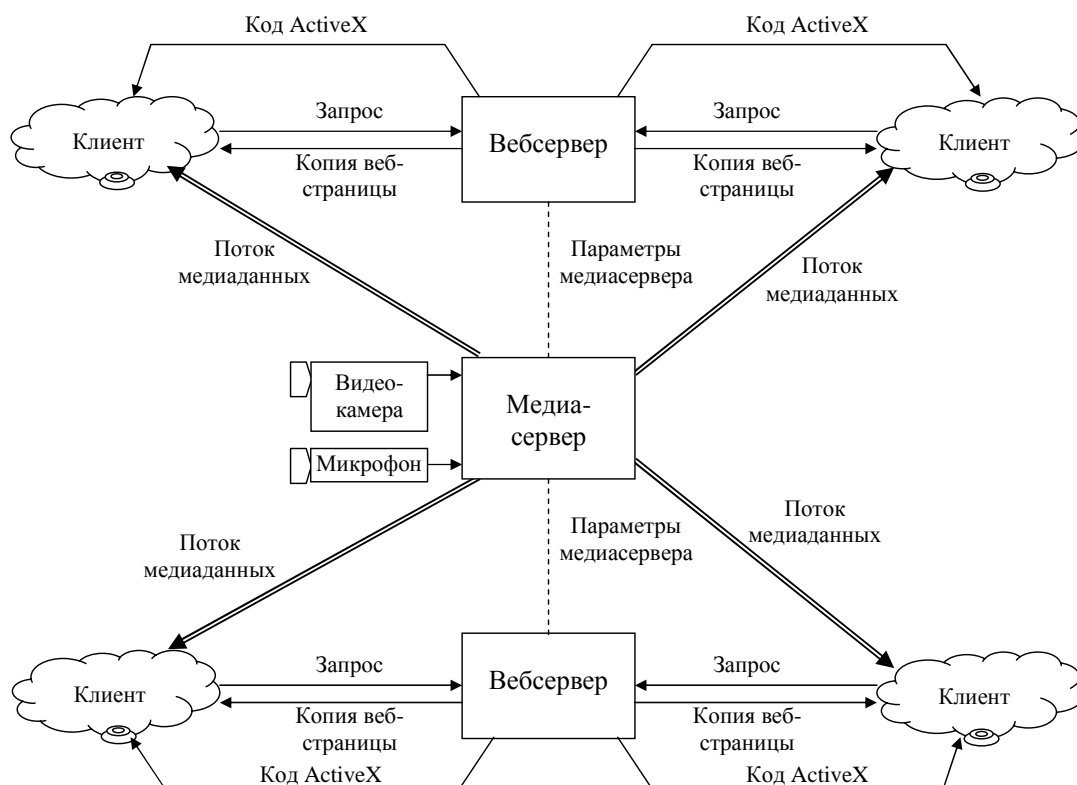 Код ActiveX
Код ActiveX
Клиент
Запрос
Копия веб-
страницы
Вебсервер
Запрос
Копия веб-
страницы
Клиент
Поток
медиаданных
Параметры
медиасервера
Поток
медиаданных
Видео-
камера
Микрофон
Медиа-
сервер
Поток
медиаданных
Параметры
медиасервера
Поток
медиаданных
Клиент
Запрос
Копия веб-
страницы
Вебсервер
Запрос
Копия веб-
страницы
Клиент
Код ActiveX
Код ActiveX